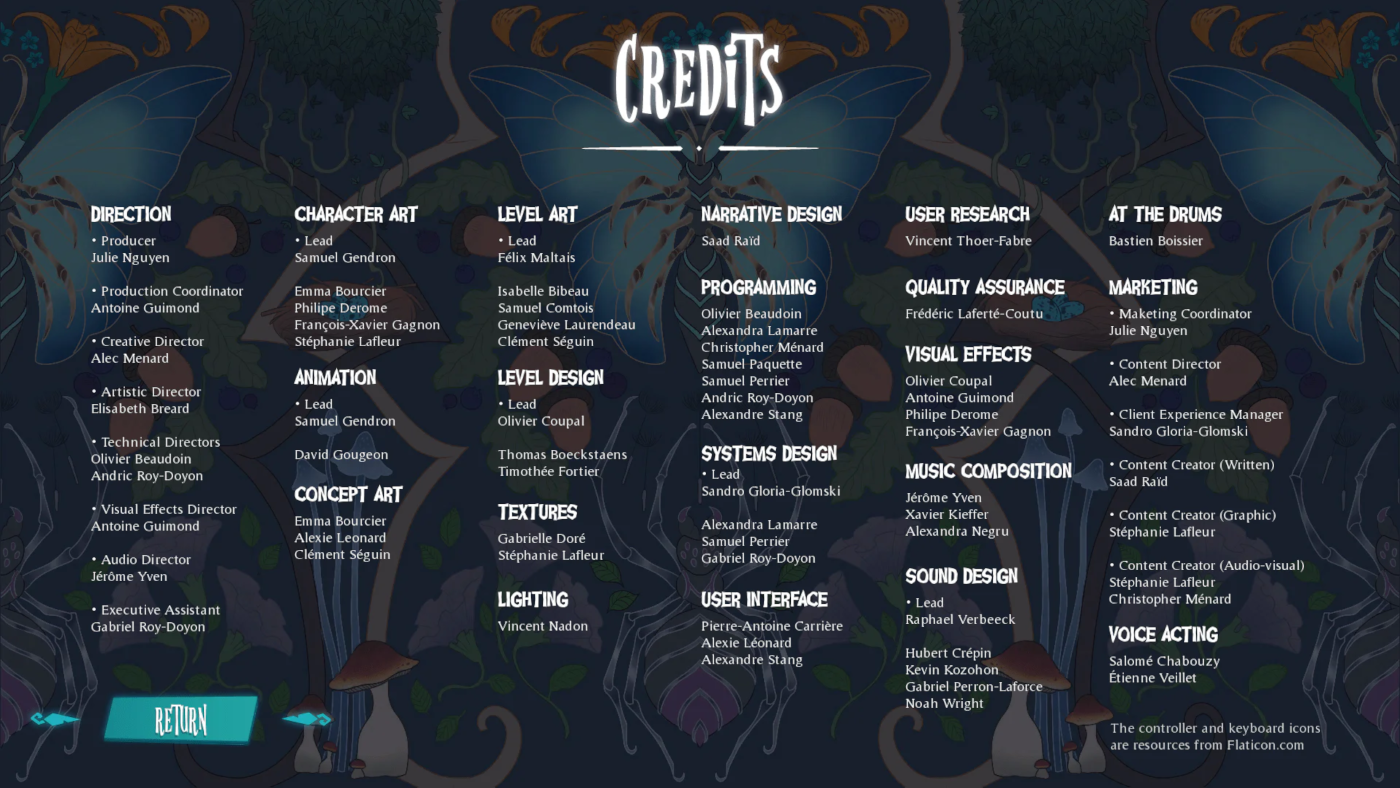 CREDiTS
DIRECTION
• Producer
Julie Nguyen
• Production Coordinator
Antoine Guimond
• Creative Director
Alec Menard
• Artistic Director
Elisabeth Breard
• Technical Directors
Olivier Beaudoin
Andric Roy-Doyon
• Visual Effects Director
Antoine Guimond
• Audio Director
Jérôme Yven
• Executive Assistant
Gabriel Roy-Doyon
CHARACTER ART
• Lead
Samuel Gendron
Emma Bourcier
Philipe Derome
François-Xavier Gagnon
Stéphanie Lafleur
ANIMATION
• Lead
Samuel Gendron
David Gougeon
CONCEPT ART
Emma Bourcier
Alexie Leonard
Clément Séguin
LEVEL ART
• Lead
Félix Maltais
Isabelle Bibeau
Samuel Comtois
Geneviève Laurendeau
Clément Séguin
LEVEL DESIGN
• Lead
Olivier Coupal
Thomas Boeckstaens
Timothée Fortier
TEXTURES
Gabrielle Doré
Stéphanie Lafleur
LIGHTING
Vincent Nadon
NARRATIVE DESIGN
Saad Raïd
PROGRAMMING
Olivier Beaudoin
Alexandra Lamarre
Christopher Ménard
Samuel Paquette
Samuel Perrier
Andric Roy-Doyon
Alexandre Stang
SYSTEMS DESIGN
• Lead
Sandro Gloria-Glomski
Alexandra Lamarre
Samuel Perrier
Gabriel Roy-Doyon
USER INTERFACE
Pierre-Antoine Carrière
Alexie Léonard
Alexandre Stang
USER RESEARCH
Vincent Thoer-Fabre
QUALITY ASSURANCE
Frédéric Laferté-Coutu
VISUAL EFFECTS
Olivier Coupal
Antoine Guimond
Philipe Derome
François-Xavier Gagnon
MUSIC COMPOSITION
Jérôme Yven
Xavier Kieffer
Alexandra Negru
SOUND DESIGN
• Lead
Raphael Verbeeck
Hubert Crépin
Kevin Kozohon
Gabriel Perron-Laforce
Noah Wright
AT THE DRUMS
Bastien Boissier
MARKETING
• Maketing Coordinator
Julie Nguyen
• Content Director
Alec Menard
• Client Experience Manager
Sandro Gloria-Glomski
• Content Creator (Written)
Saad Raïd
• Content Creator (Graphic)
Stéphanie Lafleur
• Content Creator (Audio-visual)
Stéphanie Lafleur
Christopher Ménard
VOICE ACTING
Salomé Chabouzy
Étienne Veillet
The controller and keyboard icons
are resources from Flaticon.com
RETURN